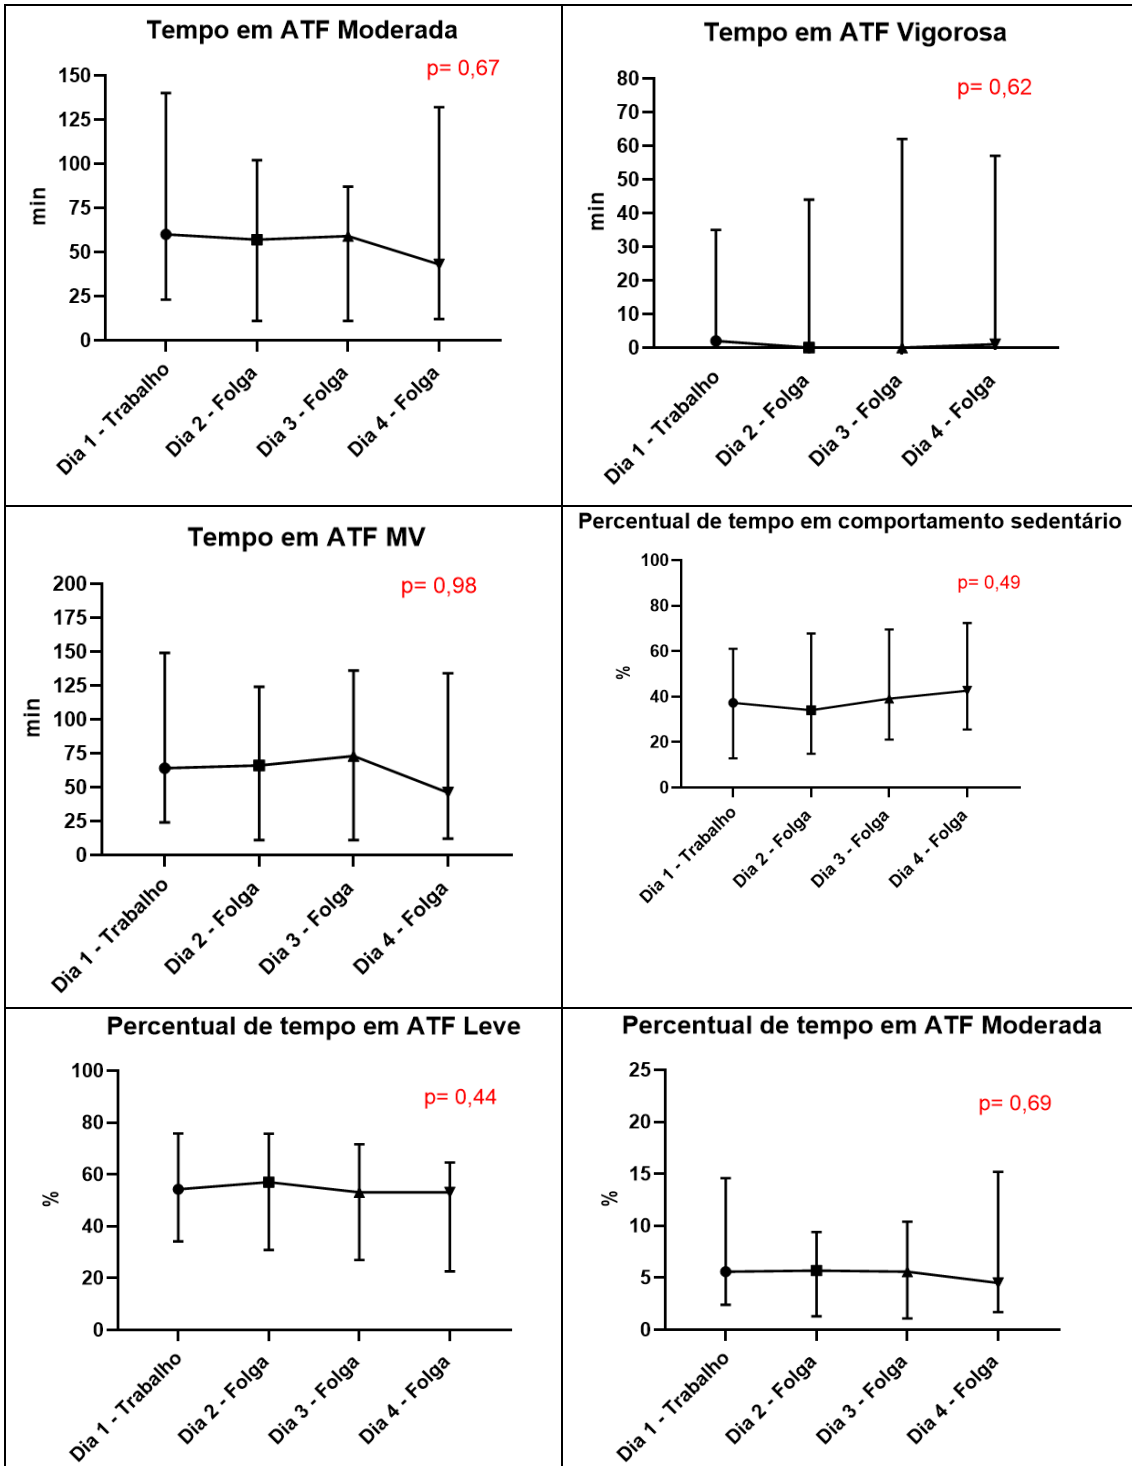 Tempo em ATF Moderada
p= 0,67
150
125
100
75
50
25
0
min
Dia 1 - Trabalho
Dia 2 - Folga
Dia 3 - Folga
Dia 4 - Folga
Tempo em ATF Vigorosa
p= 0,62
80
70
60
50
40
30
20
10
0
min
Dia 1 - Trabalho
Dia 2 - Folga
Dia 3 - Folga
Dia 4 - Folga
Tempo em ATF MV
p= 0,98
200
175
150
125
100
75
50
25
0
min
Dia 1 - Trabalho
Dia 2 - Folga
Dia 3 - Folga
Dia 4 - Folga
Percentual de tempo em comportamento sedentário
p= 0,49
100
80
60
40
20
0
%
Dia 1 - Trabalho
Dia 2 - Folga
Dia 3 - Folga
Dia 4 - Folga
Percentual de tempo em ATF Leve
p= 0,44
100
80
60
40
20
0
%
Dia 1 - Trabalho
Dia 2 - Folga
Dia 3 - Folga
Dia 4 - Folga
Percentual de tempo em ATF Moderada
p= 0,69
25
20
15
10
5
0
%
Dia 1 - Trabalho
Dia 2 - Folga
Dia 3 - Folga
Dia 4 - Folga